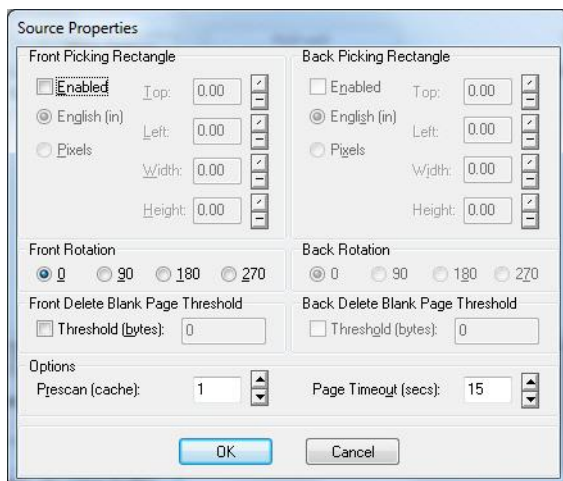 Source Properties
Front Picking Rectangle
Enabled
English (in)
Pixels
Top: 0.00
Left: 0.00
Width: 0.00
Height: 0.00
Back Picking Rectangle
Enabled
English (in)
Pixels
Top: 0.00
Left: 0.00
Width: 0.00
Height: 0.00
Front Rotation
0 90 180 270
Back Rotation
0 90 180 270
Front Delete Blank Page Threshold
Threshold (bytes): 0
Back Delete Blank Page Threshold
Threshold (bytes): 0
Options
Prescan (cache): 1 Page Timeout (secs): 15
OK Cancel